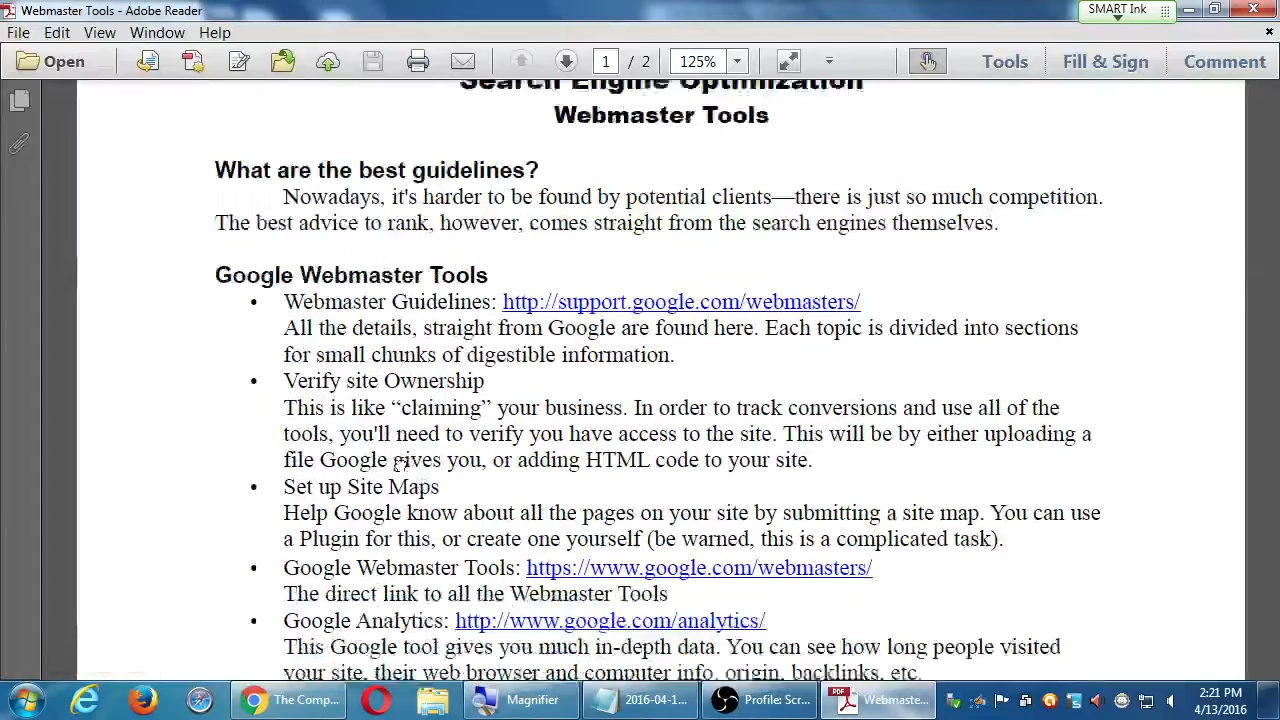 Webmaster Tools - Adobe Reader
SMART Ink
File Edit View Window Help
Open 1 / 2 125% Tools Fill & Sign Comment
Search Engine Optimization
Webmaster Tools
What are the best guidelines?
Nowadays, it's harder to be found by potential clients—there is just so much competition.
The best advice to rank, however, comes straight from the search engines themselves.
Google Webmaster Tools
• Webmaster Guidelines: http://support.google.com/webmasters/
All the details, straight from Google are found here. Each topic is divided into sections
for small chunks of digestible information.
• Verify site Ownership
This is like “claiming” your business. In order to track conversions and use all of the
tools, you'll need to verify you have access to the site. This will be by either uploading a
file Google gives you, or adding HTML code to your site.
• Set up Site Maps
Help Google know about all the pages on your site by submitting a site map. You can use
a Plugin for this, or create one yourself (be warned, this is a complicated task).
• Google Webmaster Tools: https://www.google.com/webmasters/
The direct link to all the Webmaster Tools
• Google Analytics: http://www.google.com/analytics/
This Google tool gives you much in-depth data. You can see how long people visited
your site, their web browser and computer info, origin, backlinks, etc.
The Comp... Magnifier 2016-04-1... Profile: Scr... PDF Webmaste...
2:21 PM
4/13/2016